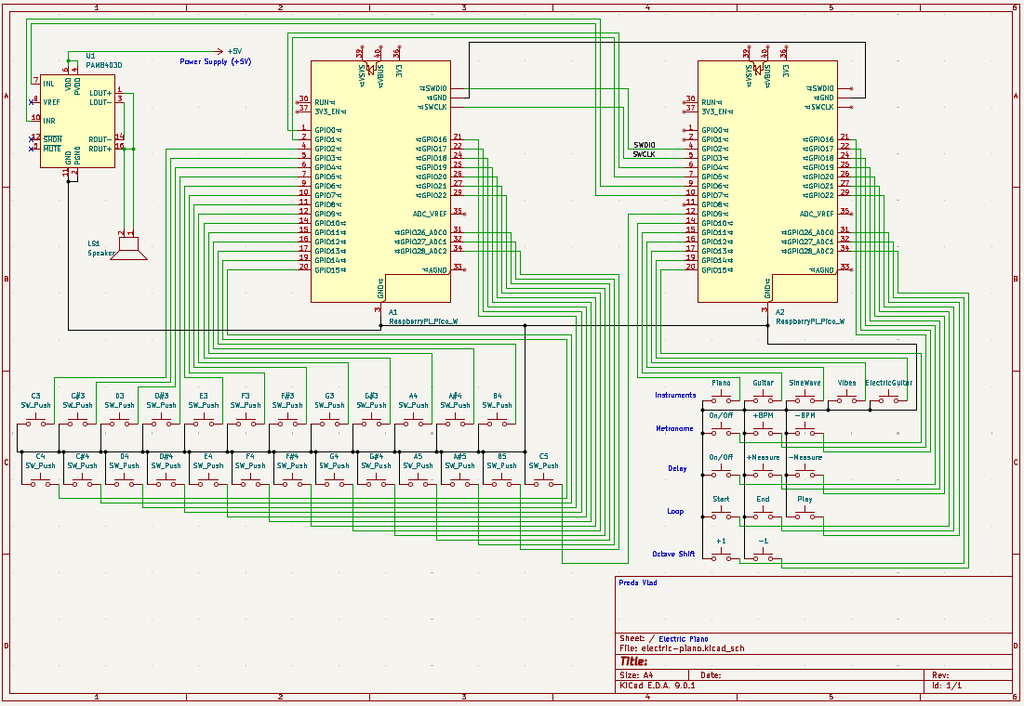 1 2 3 4 5 6
A
B
C
D
U1
PAM8403D
+5V
Power Supply (+5V)
7 INL
8 VREF
10 INR
12 SHDN
5 MUTE
6 VDD
4 PVDD
LOUT+ 1
LOUT- 3
ROUT- 14
ROUT+ 16
11 GND
2 PGND
2 1
LS1
Speaker
39 VSYS
40 VBUS
36 3V3
30 RUN
37 3V3_EN
1 GPIO0
2 GPIO1
4 GPIO2
5 GPIO3
6 GPIO4
7 GPIO5
9 GPIO6
10 GPIO7
11 GPIO8
12 GPIO9
14 GPIO10
15 GPIO11
16 GPIO12
17 GPIO13
19 GPIO14
20 GPIO15
SWDIO
GND
SWCLK
GPIO16 21
GPIO17 22
GPIO18 24
GPIO19 25
GPIO20 26
GPIO21 27
GPIO22 29
ADC_VREF 35
GPIO26_ADC0 31
GPIO27_ADC1 32
GPIO28_ADC2 34
AGND 33
GND
3
A1
RaspberryPi_Pico_W
SWDIO
SWCLK
39 VSYS
40 VBUS
36 3V3
30 RUN
37 3V3_EN
1 GPIO0
2 GPIO1
4 GPIO2
5 GPIO3
6 GPIO4
7 GPIO5
9 GPIO6
10 GPIO7
11 GPIO8
12 GPIO9
14 GPIO10
15 GPIO11
16 GPIO12
17 GPIO13
19 GPIO14
20 GPIO15
SWDIO
GND
SWCLK
GPIO16 21
GPIO17 22
GPIO18 24
GPIO19 25
GPIO20 26
GPIO21 27
GPIO22 29
ADC_VREF 35
GPIO26_ADC0 31
GPIO27_ADC1 32
GPIO28_ADC2 34
AGND 33
GND
3
A2
RaspberryPi_Pico_W
C3 C#3 D3 D#3 E3 F3 F#3 G3 G#3 A4 A#4 B4
SW_Push SW_Push SW_Push SW_Push SW_Push SW_Push SW_Push SW_Push SW_Push SW_Push SW_Push SW_Push
C4 C#4 D4 D#4 E4 F4 F#4 G4 G#4 A5 A#5 B5 C5
SW_Push SW_Push SW_Push SW_Push SW_Push SW_Push SW_Push SW_Push SW_Push SW_Push SW_Push SW_Push SW_Push
Piano Guitar SineWave Vibes ElectricGuitar
Instruments
On/Off +BPM -BPM
Metronome
On/Off +Measure -Measure
Delay
Start End Play
Loop
+1 -1
Octave Shift
Preda Vlad
Sheet: / Electric Piano
File: electric-piano.kicad_sch
Title:
Size: A4 Date: Rev:
KiCad E.D.A. 9.0.1 Id: 1/1
1 2 3 4 5 6